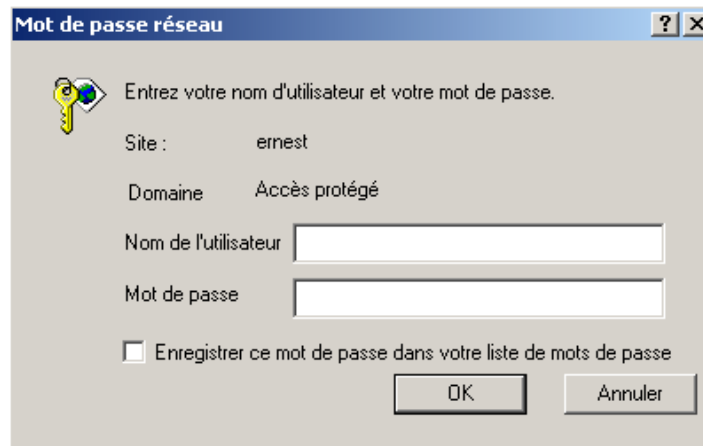 Mot de passe réseau
Entrez votre nom d'utilisateur et votre mot de passe.
Site : ernest
Domaine Accès protégé
Nom de l'utilisateur
Mot de passe
Enregistrer ce mot de passe dans votre liste de mots de passe
OK Annuler